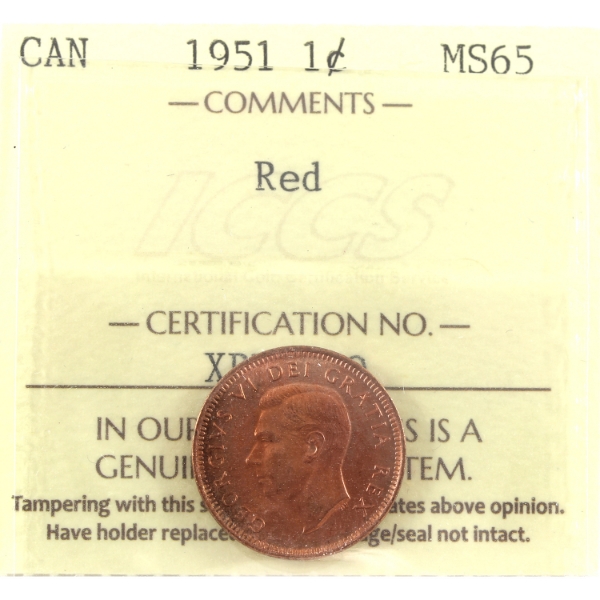 CAN 1951 1¢ MS65
— COMMENTS —
Red
ICCS
— CERTIFICATION NO. —
IN OUR S IS A
GENUI TEM.
Tampering with this s ates above opinion.
Have holder replace ge/seal not intact.
GEORGIVS VI DEI GRATIA REX